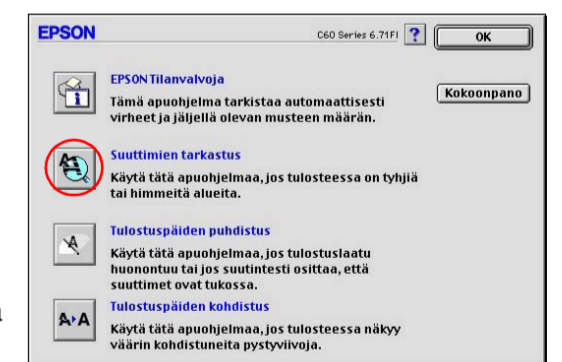 EPSON
C60 Series 6.71FI
?
OK
EPSON Tilanvalvoja
Tämä apuohjelma tarkistaa automaattisesti
virheet ja jäljellä olevan musteen määrän.
Kokoonpano
Suuttimien tarkastus
Käytä tätä apuohjelmaa, jos tulosteessa on tyhjiä
tai himmeitä alueita.
Tulostuspäiden puhdistus
Käytä tätä apuohjelmaa, jos tulostuslaatu
huonontuu tai jos suutintesti osittaa, että
suuttimet ovat tukossa.
Tulostuspäiden kohdistus
A›A
Käytä tätä apuohjelmaa, jos tulosteessa näkyy
väärin kohdistuneita pystyviivoja.